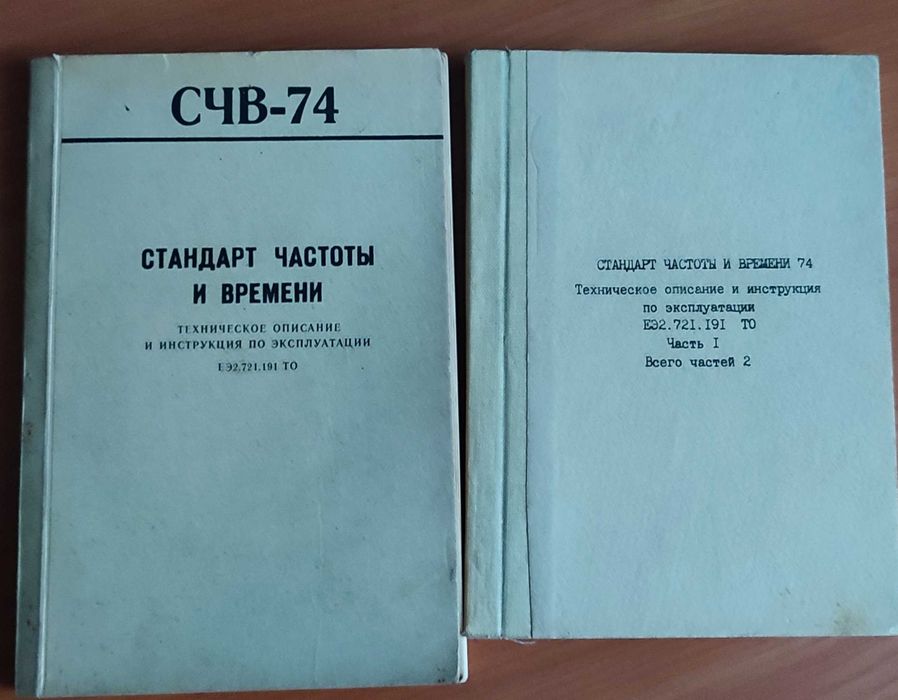 СЧВ-74
СТАНДАРТ ЧАСТОТЫ
И ВРЕМЕНИ
ТЕХНИЧЕСКОЕ ОПИСАНИЕ
И ИНСТРУКЦИЯ ПО ЭКСПЛУАТАЦИИ
ЕЭ2.721.191 ТО
СТАНДАРТ ЧАСТОТЫ И ВРЕМЕНИ 74
Техническое описание и инструкция
по эксплуатации
ЕЭ2.721.I9I ТО
Часть I
Всего частей 2